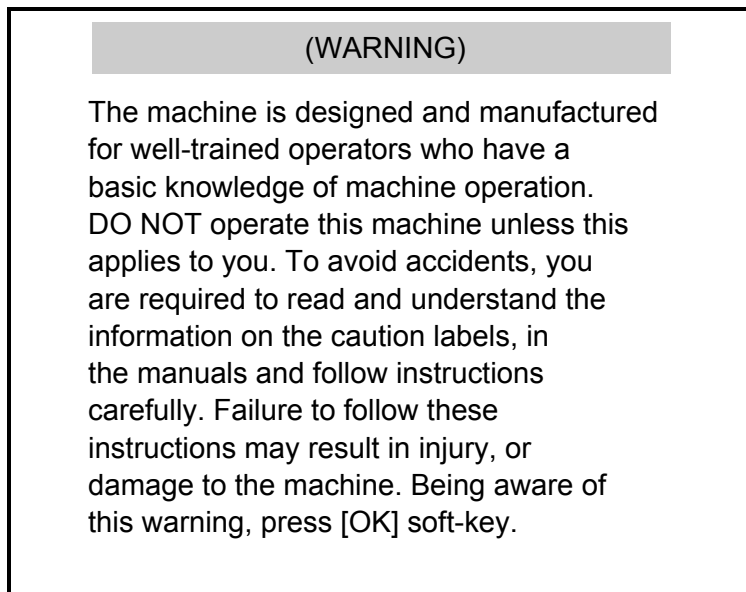 (WARNING)
The machine is designed and manufactured
for well-trained operators who have a
basic knowledge of machine operation.
DO NOT operate this machine unless this
applies to you. To avoid accidents, you
are required to read and understand the
information on the caution labels, in
the manuals and follow instructions
carefully. Failure to follow these
instructions may result in injury, or
damage to the machine. Being aware of
this warning, press [OK] soft-key.